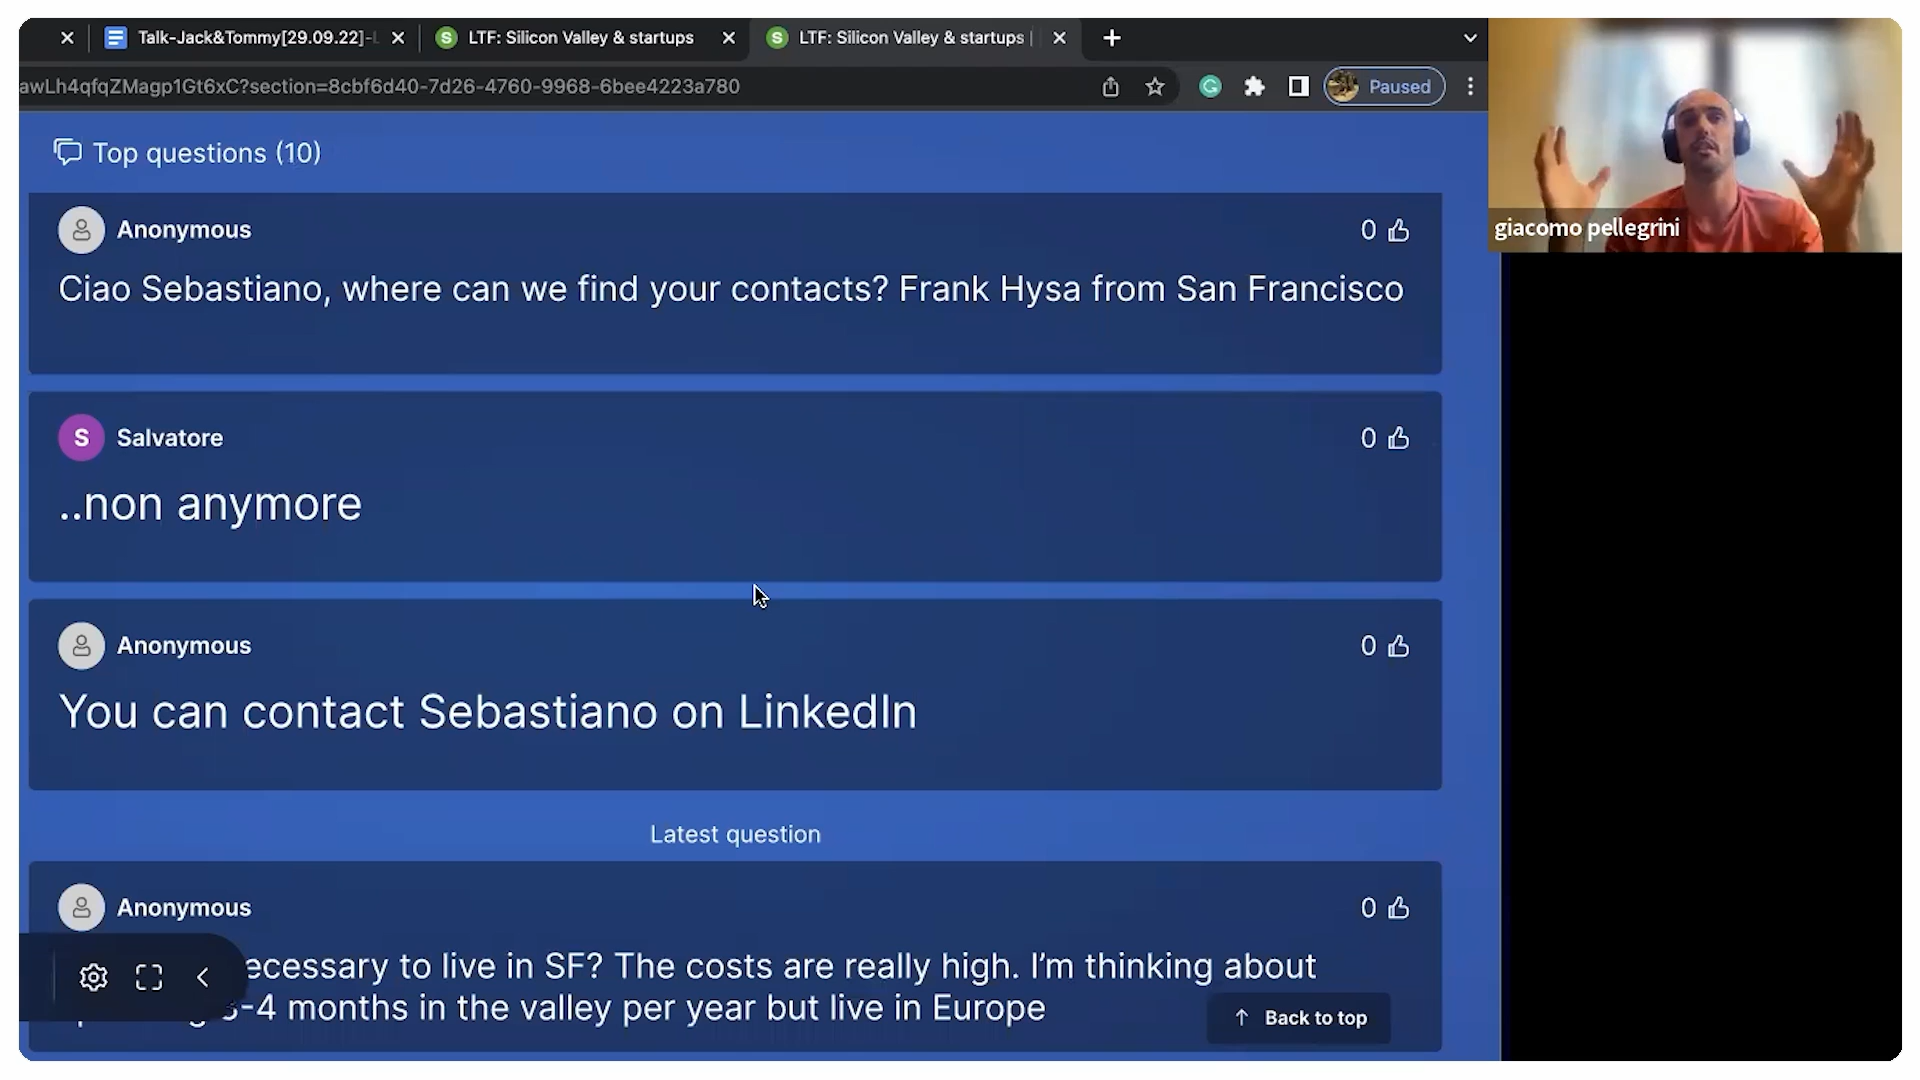 Talk-Jack&Tommy[29.09.22]-L
LTF: Silicon Valley & startups
LTF: Silicon Valley & startups |
awLh4qfqZMagp1Gt6xC?section=8cbf6d40-7d26-4760-9968-6bee4223a780
Paused
giacomo pellegrini
Top questions (10)
Anonymous
0
Ciao Sebastiano, where can we find your contacts? Frank Hysa from San Francisco
S
Salvatore
0
..non anymore
Anonymous
0
You can contact Sebastiano on LinkedIn
Latest question
Anonymous
0
ecessary to live in SF? The costs are really high. I'm thinking about
-4 months in the valley per year but live in Europe
↑ Back to top